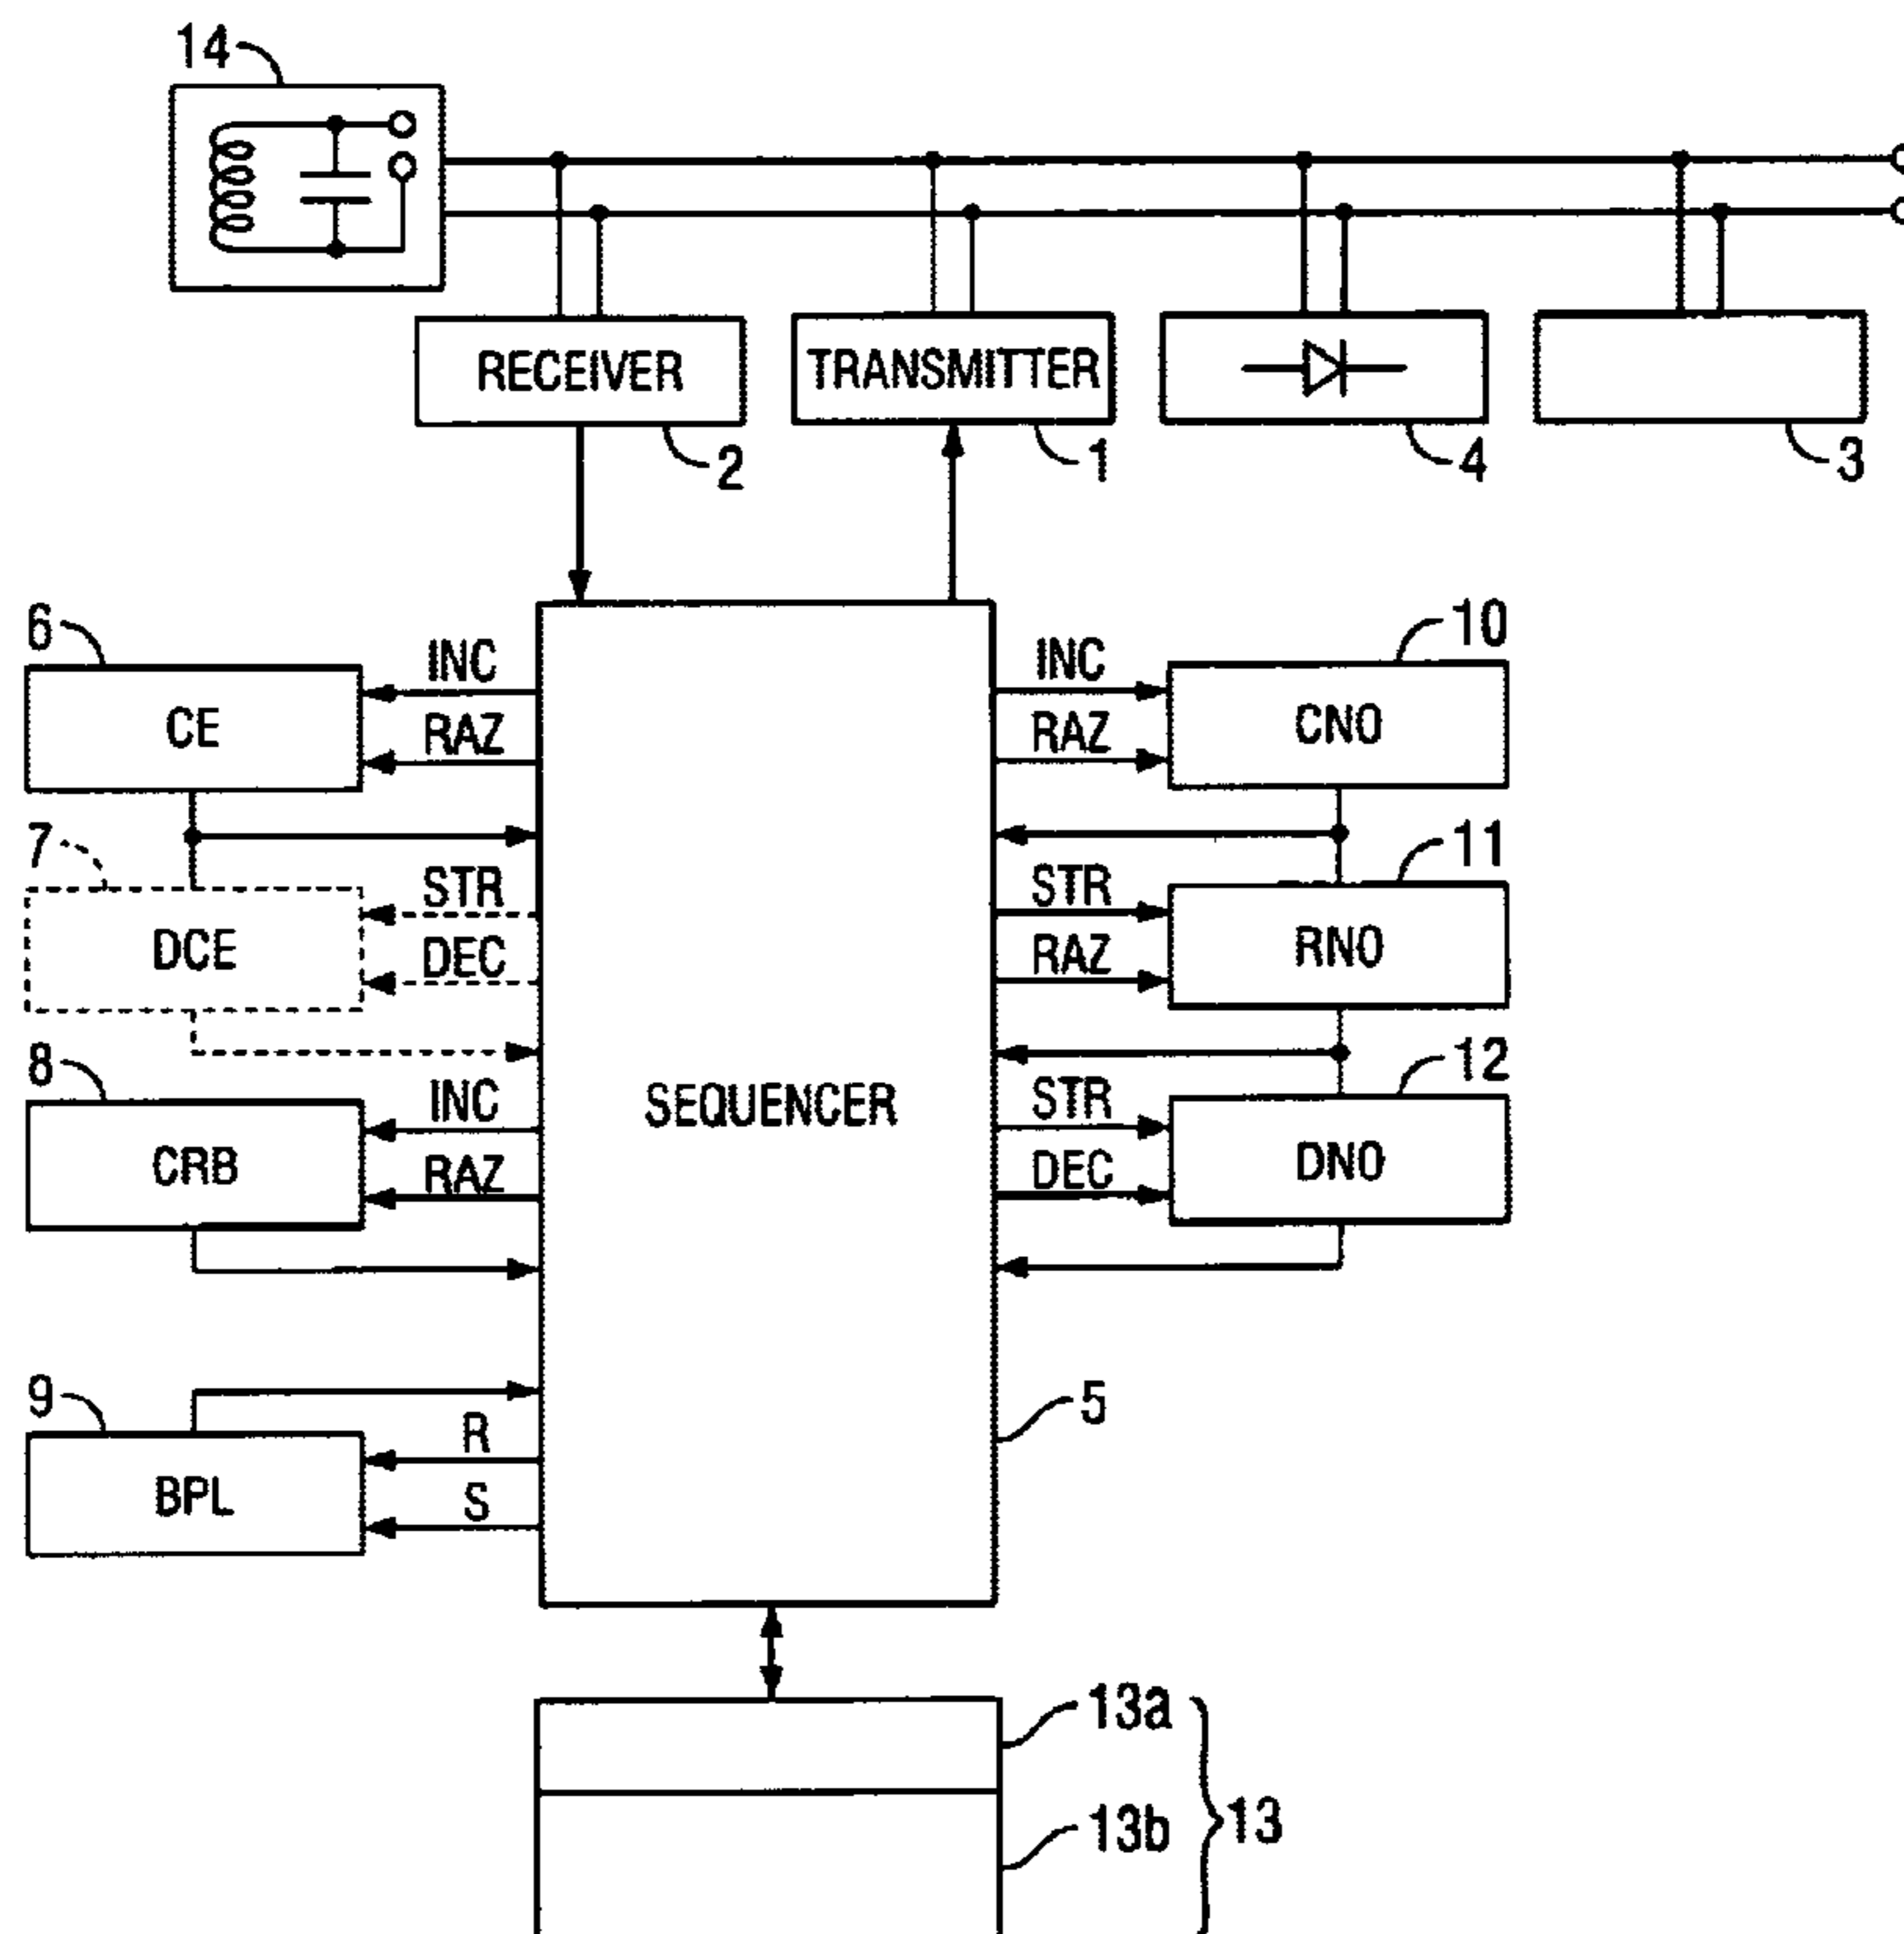 14
RECEIVER
TRANSMITTER
2
1
4
3
6
INC
INC
10
CE
RAZ
RAZ
CNO
7
11
STR
STR
DCE
DEC
RAZ
RNO
8
12
INC
SEQUENCER
STR
CRB
RAZ
DEC
DNO
9
R
5
BPL
S
13a
13b
13